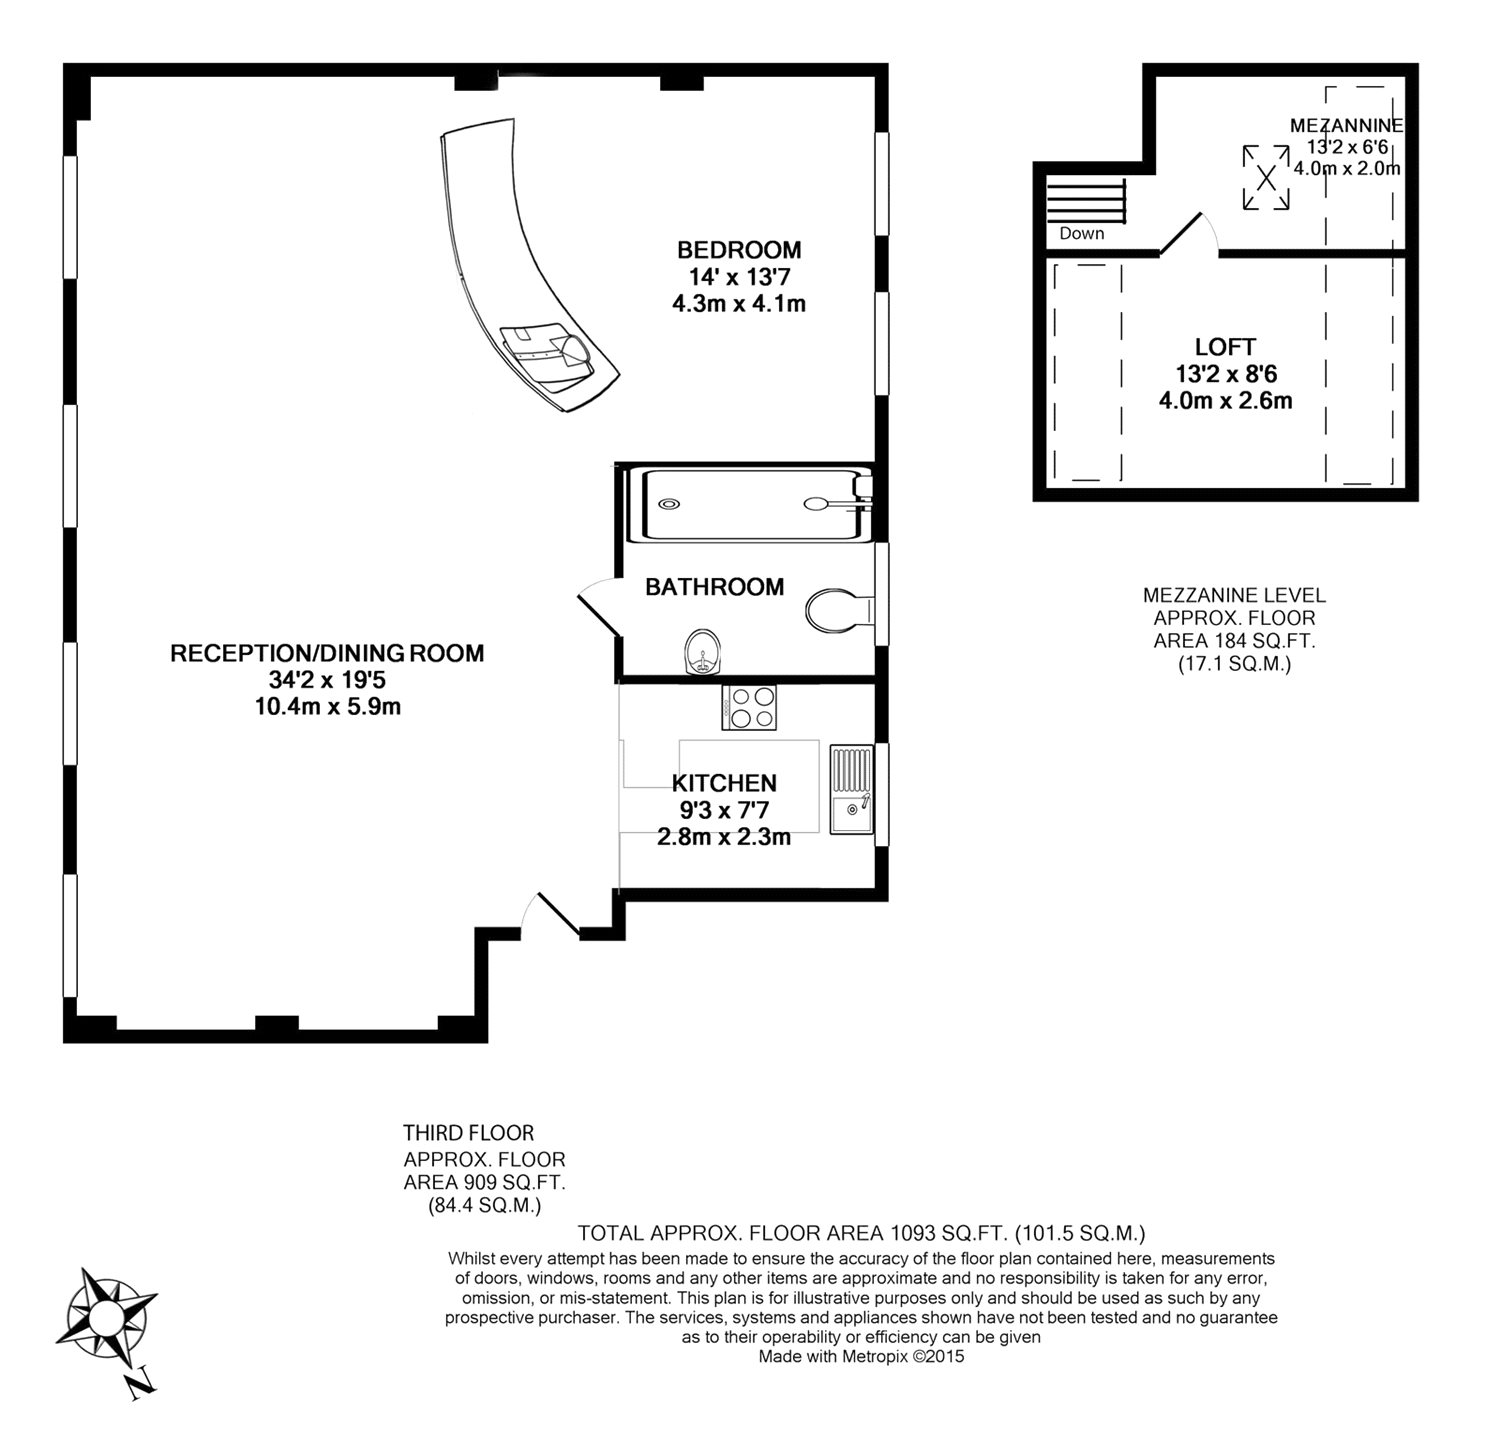 BEDROOM
14' x 13'7
4.3m x 4.1m
BATHROOM
RECEPTION/DINING ROOM
34'2 x 19'5
10.4m x 5.9m
KITCHEN
9'3 x 7'7
2.8m x 2.3m
MEZANNINE
13'2 x 6'6
4.0m x 2.0m
Down
LOFT
13'2 x 8'6
4.0m x 2.6m
MEZZANINE LEVEL
APPROX. FLOOR
AREA 184 SQ.FT.
(17.1 SQ.M.)
THIRD FLOOR
APPROX. FLOOR
AREA 909 SQ.FT.
(84.4 SQ.M.)
TOTAL APPROX. FLOOR AREA 1093 SQ.FT. (101.5 SQ.M.)
Whilst every attempt has been made to ensure the accuracy of the floor plan contained here, measurements
of doors, windows, rooms and any other items are approximate and no responsibility is taken for any error,
omission, or mis-statement. This plan is for illustrative purposes only and should be used as such by any
prospective purchaser. The services, systems and appliances shown have not been tested and no guarantee
as to their operability or efficiency can be given
Made with Metropix ©2015
N